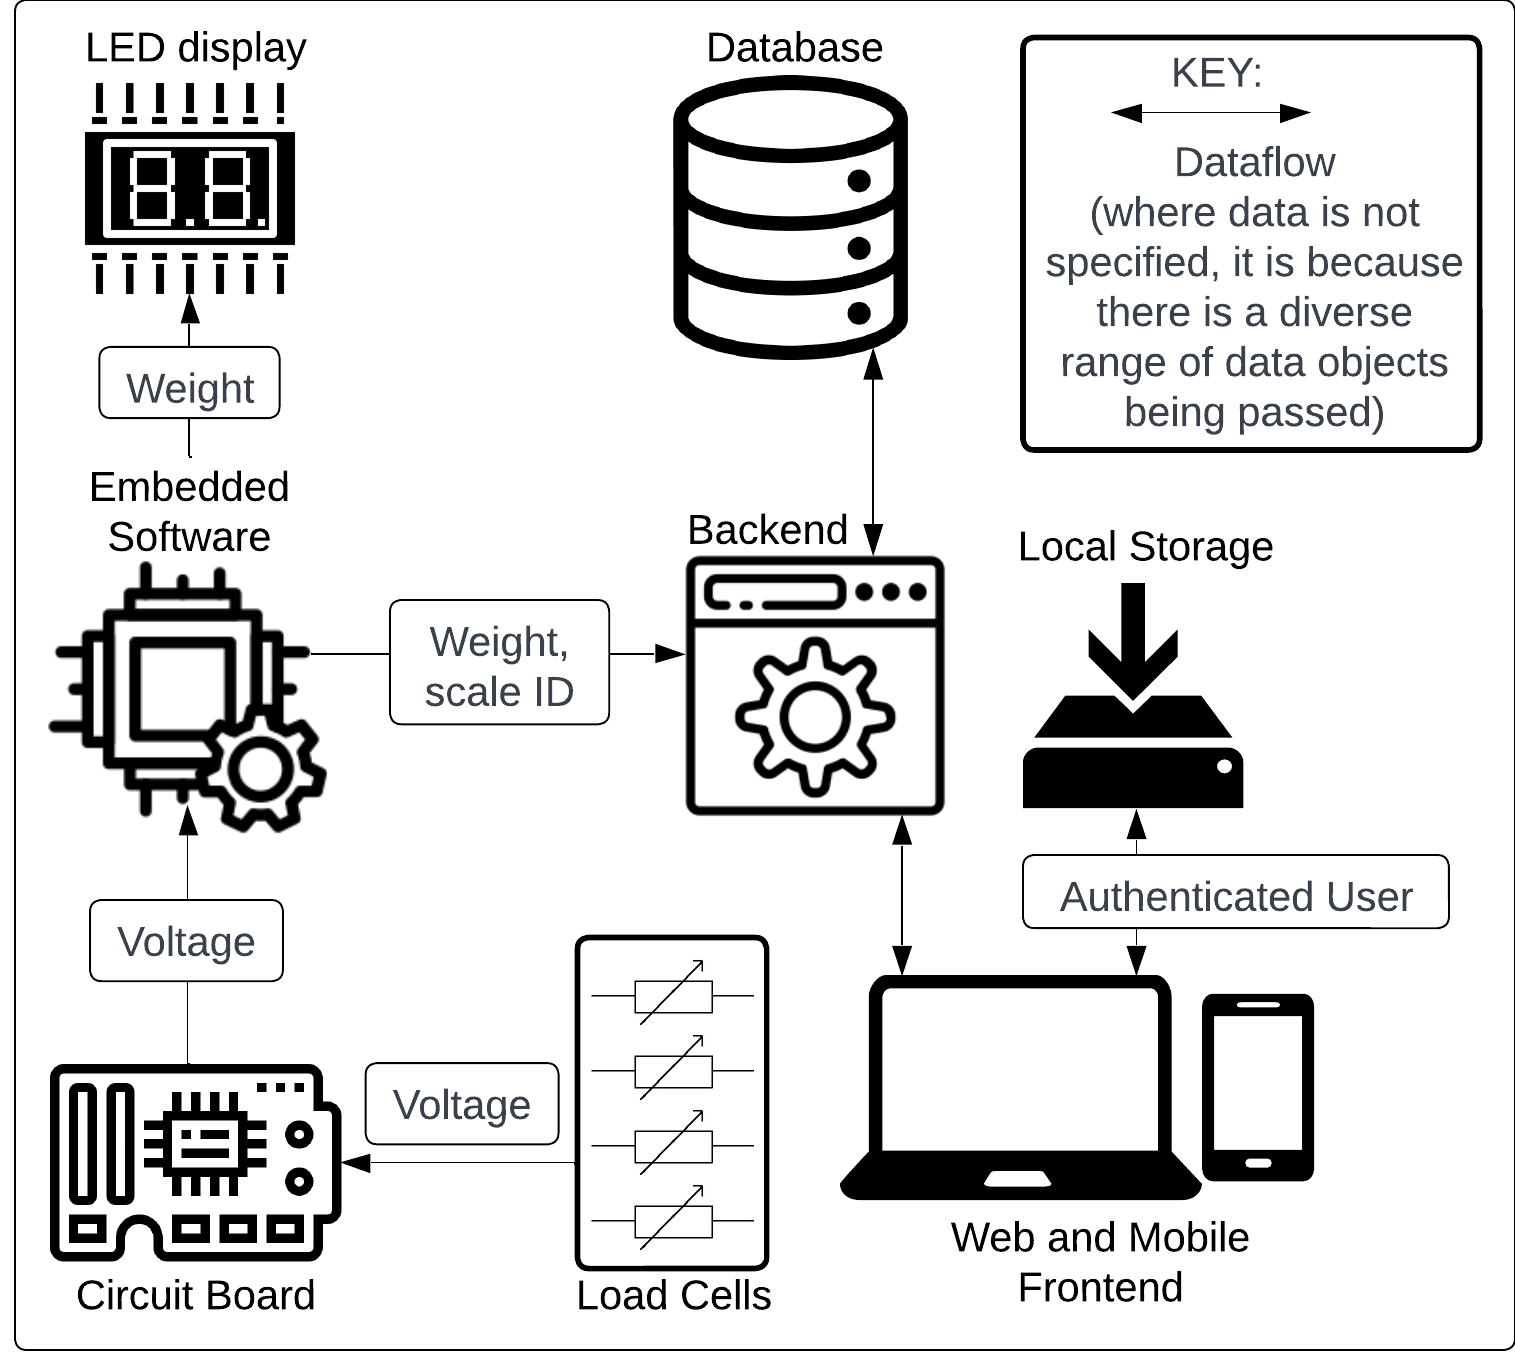 LED display
Database
KEY:
Dataflow
(where data is not
specified, it is because
there is a diverse
range of data objects
being passed)
Weight
Embedded
Software
Backend
Local Storage
Weight,
scale ID
Authenticated User
Voltage
Voltage
Circuit Board
Load Cells
Web and Mobile
Frontend